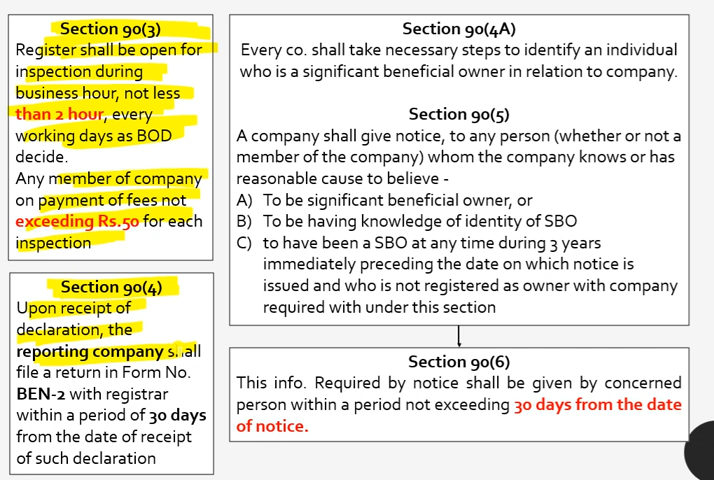 Section 90(3)
Register shall be open for
inspection during
business hour, not less
than 2 hour, every
working days as BOD
decide.
Any member of company
on payment of fees not
exceeding Rs.50 for each
inspection
Section 90(4)
Upon receipt of
declaration, the
reporting company shall
file a return in Form No.
BEN-2 with registrar
within a period of 30 days
from the date of receipt
of such declaration
Section 90(4A)
Every co. shall take necessary steps to identify an individual
who is a significant beneficial owner in relation to company.
Section 90(5)
A company shall give notice, to any person (whether or not a
member of the company) whom the company knows or has
reasonable cause to believe -
A) To be significant beneficial owner, or
B) To be having knowledge of identity of SBO
C) to have been a SBO at any time during 3 years
immediately preceding the date on which notice is
issued and who is not registered as owner with company
required with under this section
Section 90(6)
This info. Required by notice shall be given by concerned
person within a period not exceeding 30 days from the date
of notice.